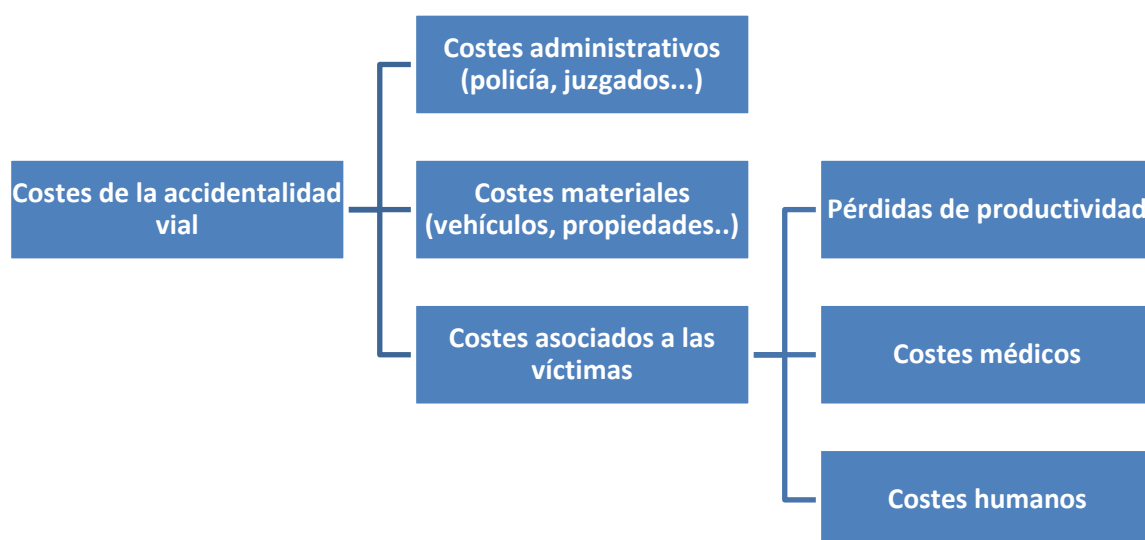 Costes de la accidentalidad
vial
Costes administrativos
(policía, juzgados...)
Costes materiales
(vehículos, propiedades..)
Costes asociados a las
víctimas
Pérdidas de productividad
Costes médicos
Costes humanos